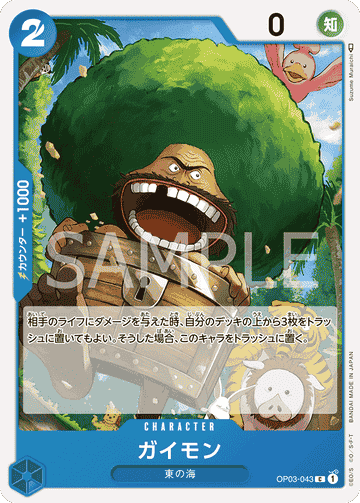 2
0
知
Suzume Muraichi
カウンター +1000
SAMPLE
相手のライフにダメージを与えた時、自分のデッキの上から3枚をトラッ
シュに置いてもよい。そうした場合、このキャラをトラッシュに置く。
CHARACTER
ガイモン
東の海
OP03-043 C 1
©E.O./S.,S.,F.,T. BANDAI MADE IN JAPAN